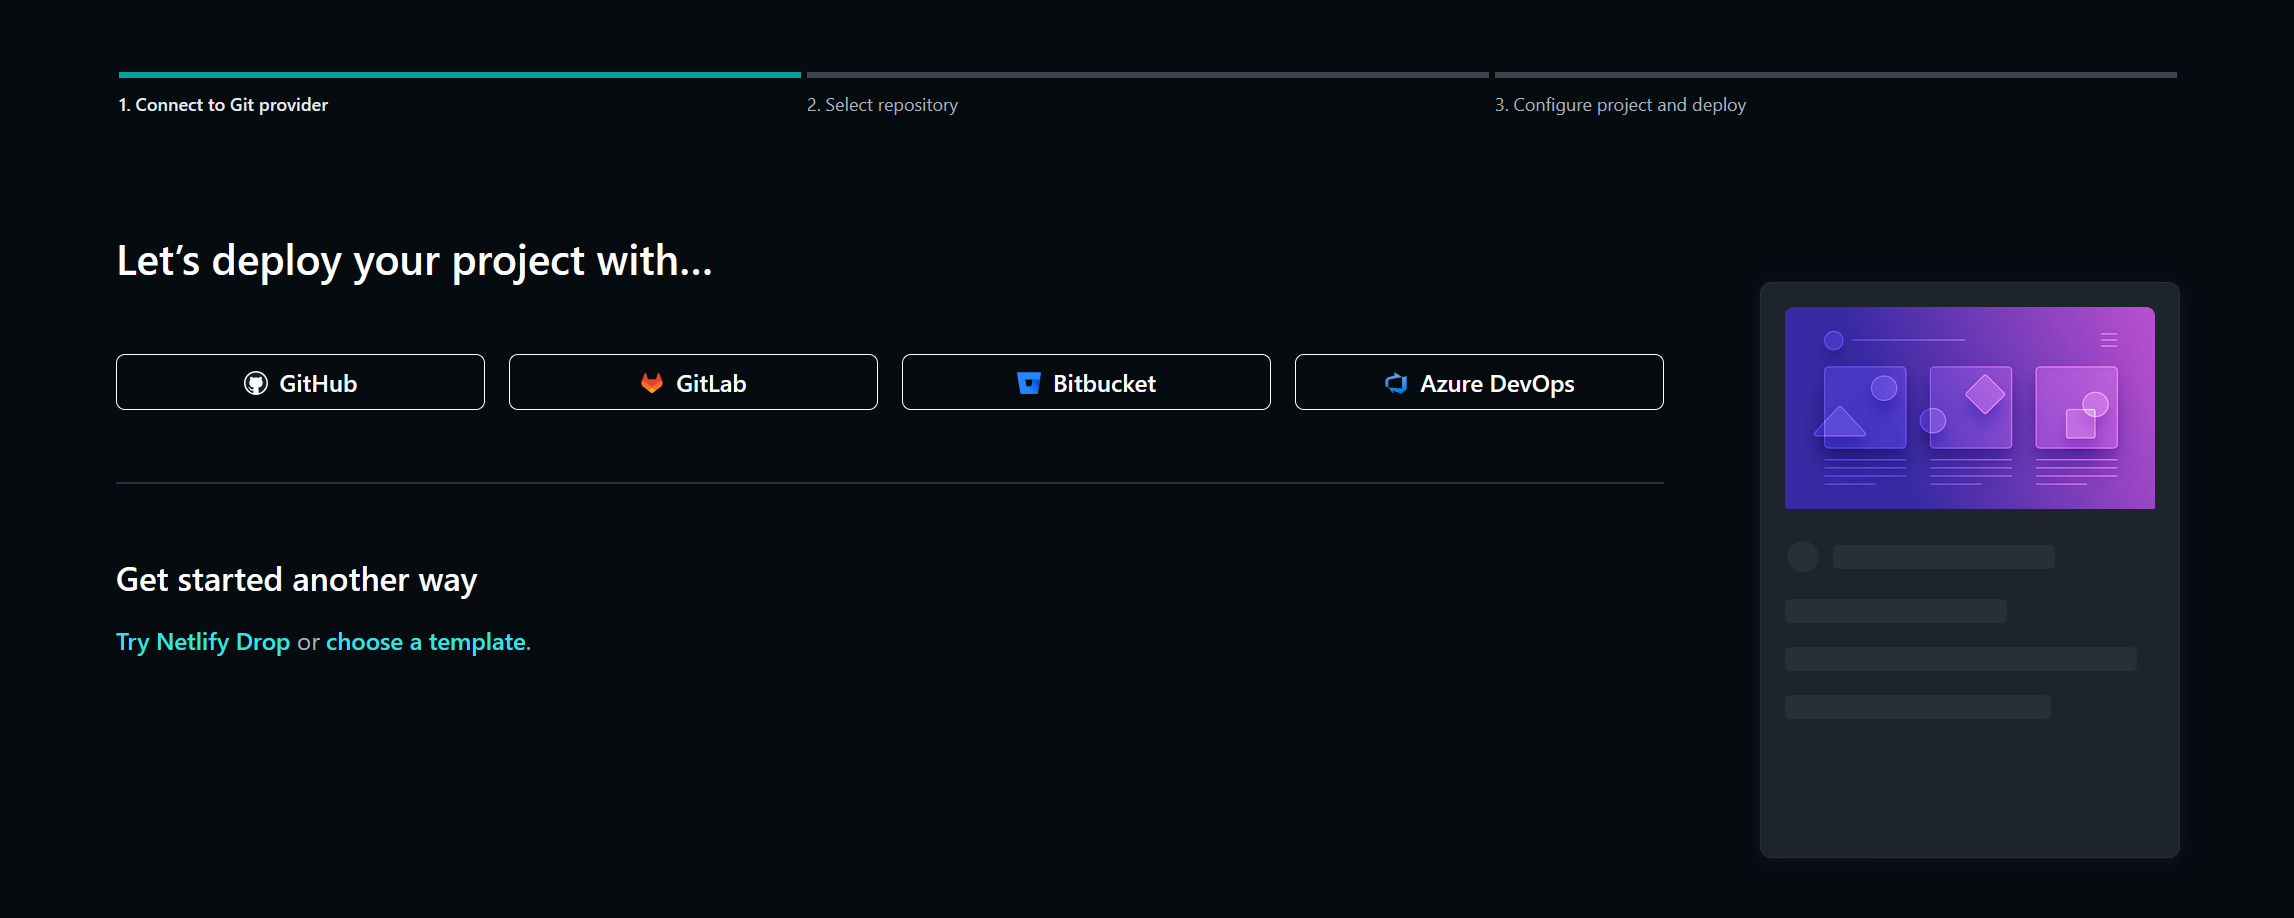 1. Connect to Git provider
2. Select repository
3. Configure project and deploy
Let’s deploy your project with…
GitHub
GitLab
Bitbucket
Azure DevOps
Get started another way
Try Netlify Drop or choose a template.